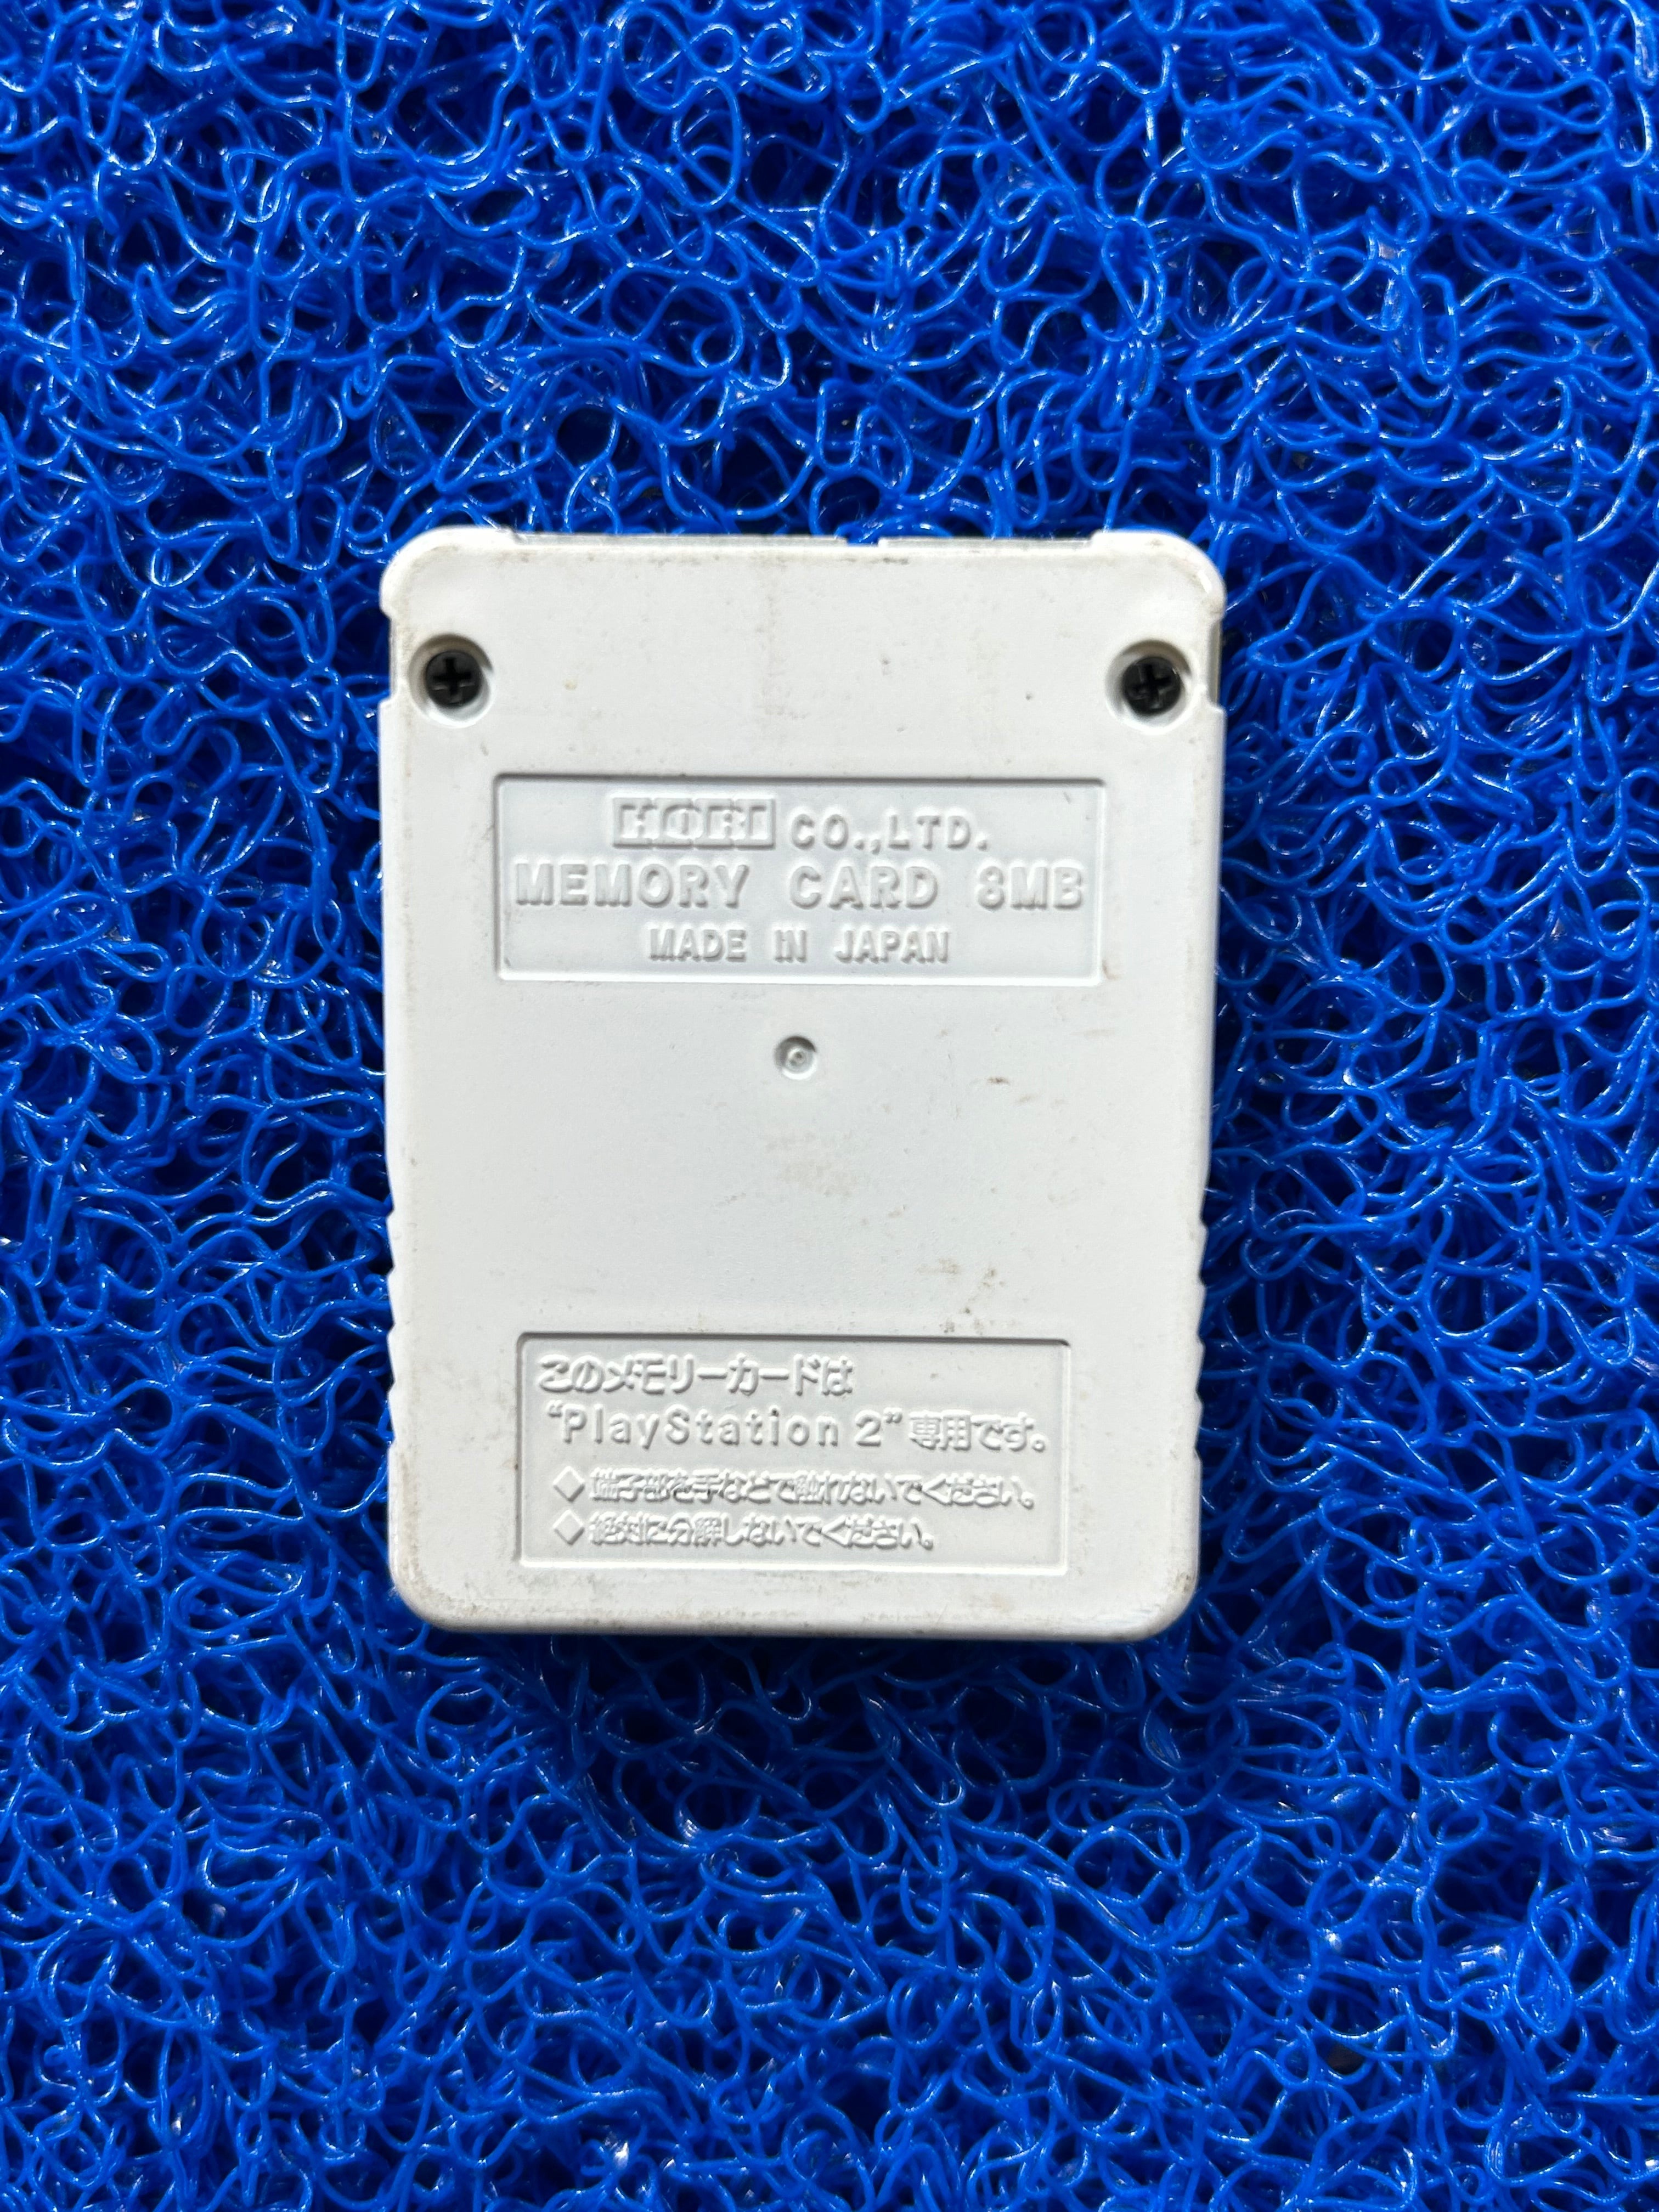 HORI CO.,LTD.
MEMORY CARD 8MB
MADE IN JAPAN
このメモリーカードは
“PlayStation 2”専用です。
◇端子部を手などで触れないでください。
◇絶対に分解しないでください。